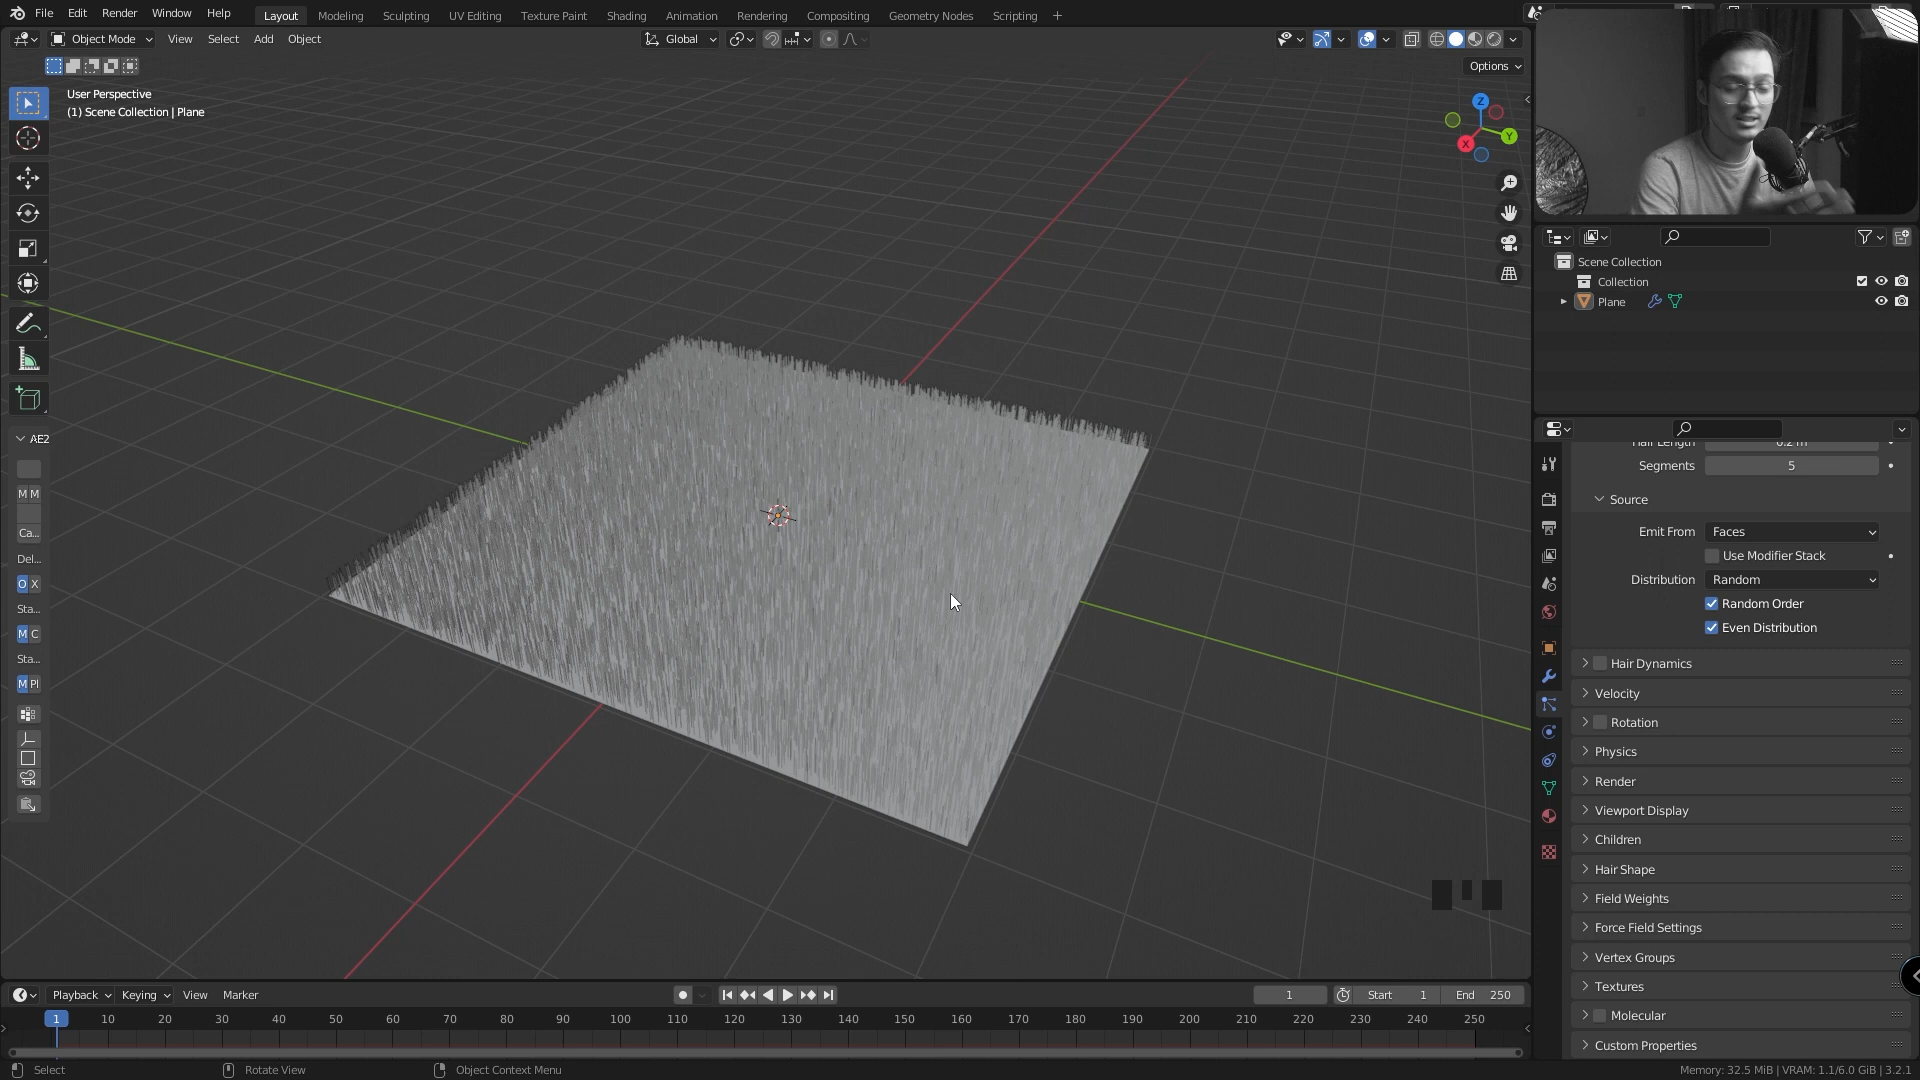 File Edit Render Window Help Layout Modeling Sculpting UV Editing Texture Paint Shading Animation Rendering Compositing Geometry Nodes Scripting +
Object Mode View Select Add Object Global
Options
User Perspective
(1) Scene Collection | Plane
Z
Y
X
Scene Collection
Collection
Plane
AE2
M M
Ca...
Del...
O X
Sta...
M C
Sta...
M Pl
Segments 5
Source
Emit From Faces
Use Modifier Stack
Distribution Random
Random Order
Even Distribution
Hair Dynamics
Velocity
Rotation
Physics
Render
Viewport Display
Children
Hair Shape
Field Weights
Force Field Settings
Vertex Groups
Textures
Molecular
Custom Properties
Playback Keying View Marker 1 Start 1 End 250
1 10 20 30 40 50 60 70 80 90 100 110 120 130 140 150 160 170 180 190 200 210 220 230 240 250
Select Rotate View Object Context Menu Memory: 32.5 MiB | VRAM: 1.1/6.0 GiB | 3.2.1